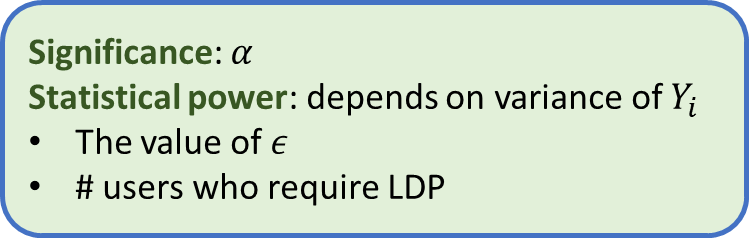 Significance: α
Statistical power: depends on variance of Yᵢ
• The value of ϵ
• # users who require LDP